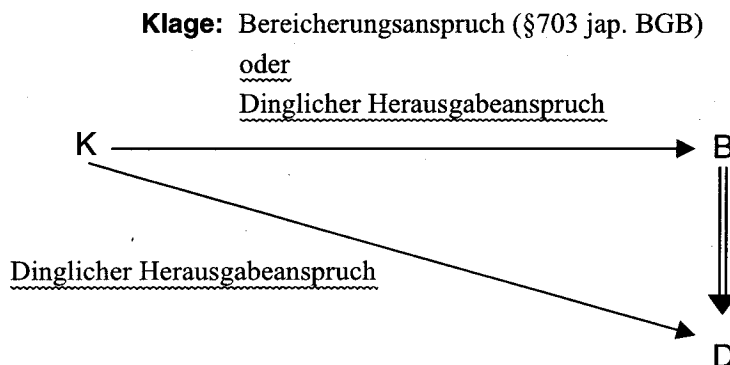 Klage: Bereicherungsanspruch (§703 jap. BGB)
oder
Dinglicher Herausgabeanspruch
K
B
Dinglicher Herausgabeanspruch
D